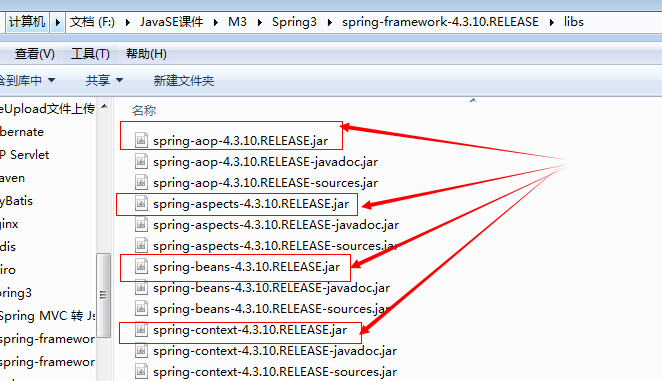 计算机 ▸ 文档 (F:) ▸ JavaSE课件 ▸ M3 ▸ Spring3 ▸ spring-framework-4.3.10.RELEASE ▸ libs
查看(V) 工具(T) 帮助(H)
含到库中 共享 新建文件夹
名称
eUpload文件上传
ibernate
P Servlet
aven
yBatis
ginx
dis
iro
pring3
Spring MVC 转 Js
spring-framewor
spring-framewor
spring-aop-4.3.10.RELEASE.jar
spring-aop-4.3.10.RELEASE-javadoc.jar
spring-aop-4.3.10.RELEASE-sources.jar
spring-aspects-4.3.10.RELEASE.jar
spring-aspects-4.3.10.RELEASE-javadoc.jar
spring-aspects-4.3.10.RELEASE-sources.jar
spring-beans-4.3.10.RELEASE.jar
spring-beans-4.3.10.RELEASE-javadoc.jar
spring-beans-4.3.10.RELEASE-sources.jar
spring-context-4.3.10.RELEASE.jar
spring-context-4.3.10.RELEASE-javadoc.jar
spring-context-4.3.10.RELEASE-sources.jar